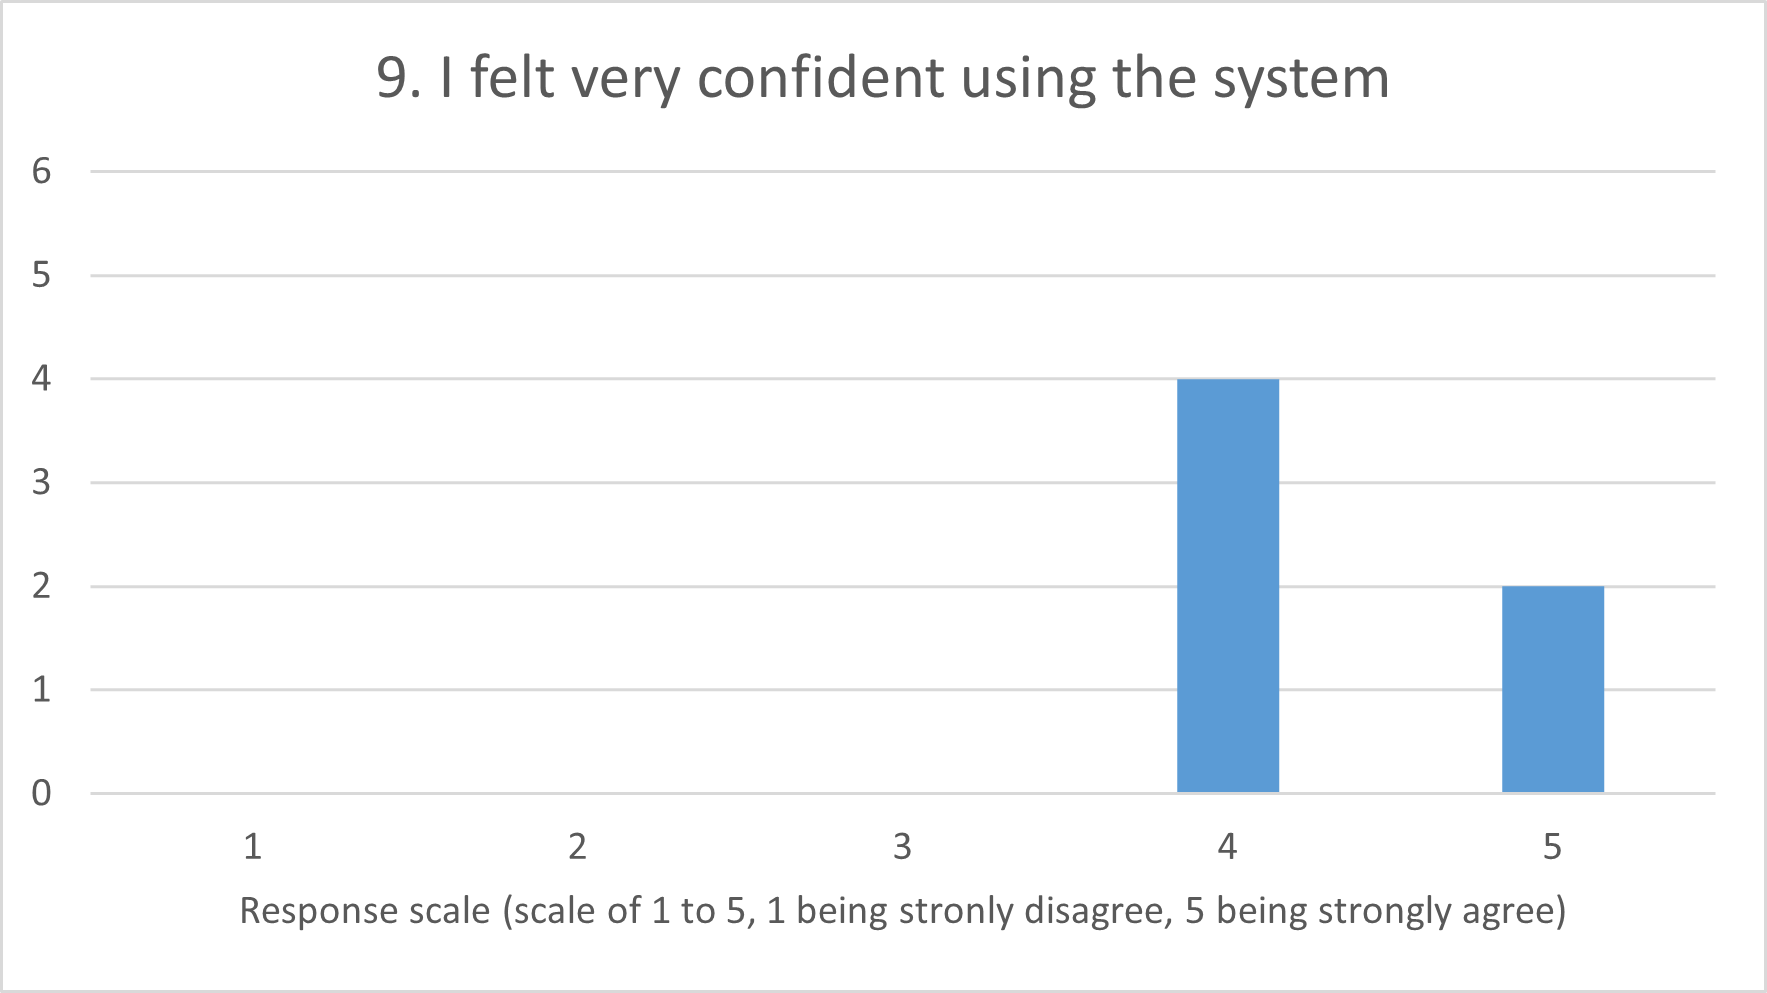 9. I felt very confident using the system
6
5
4
3
2
1
0
1 2 3 4 5
Response scale (scale of 1 to 5, 1 being stronly disagree, 5 being strongly agree)